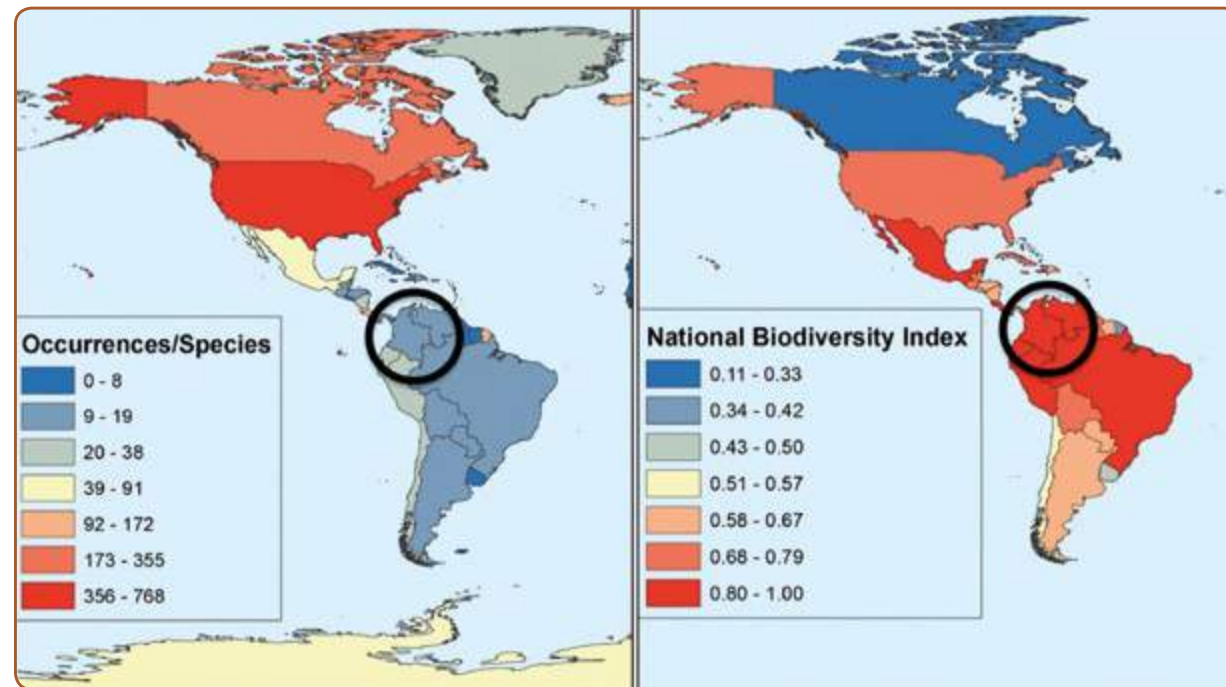 Occurrences/Species
0 - 8
9 - 19
20 - 38
39 - 91
92 - 172
173 - 355
356 - 768
National Biodiversity Index
0.11 - 0.33
0.34 - 0.42
0.43 - 0.50
0.51 - 0.57
0.58 - 0.67
0.68 - 0.79
0.80 - 1.00